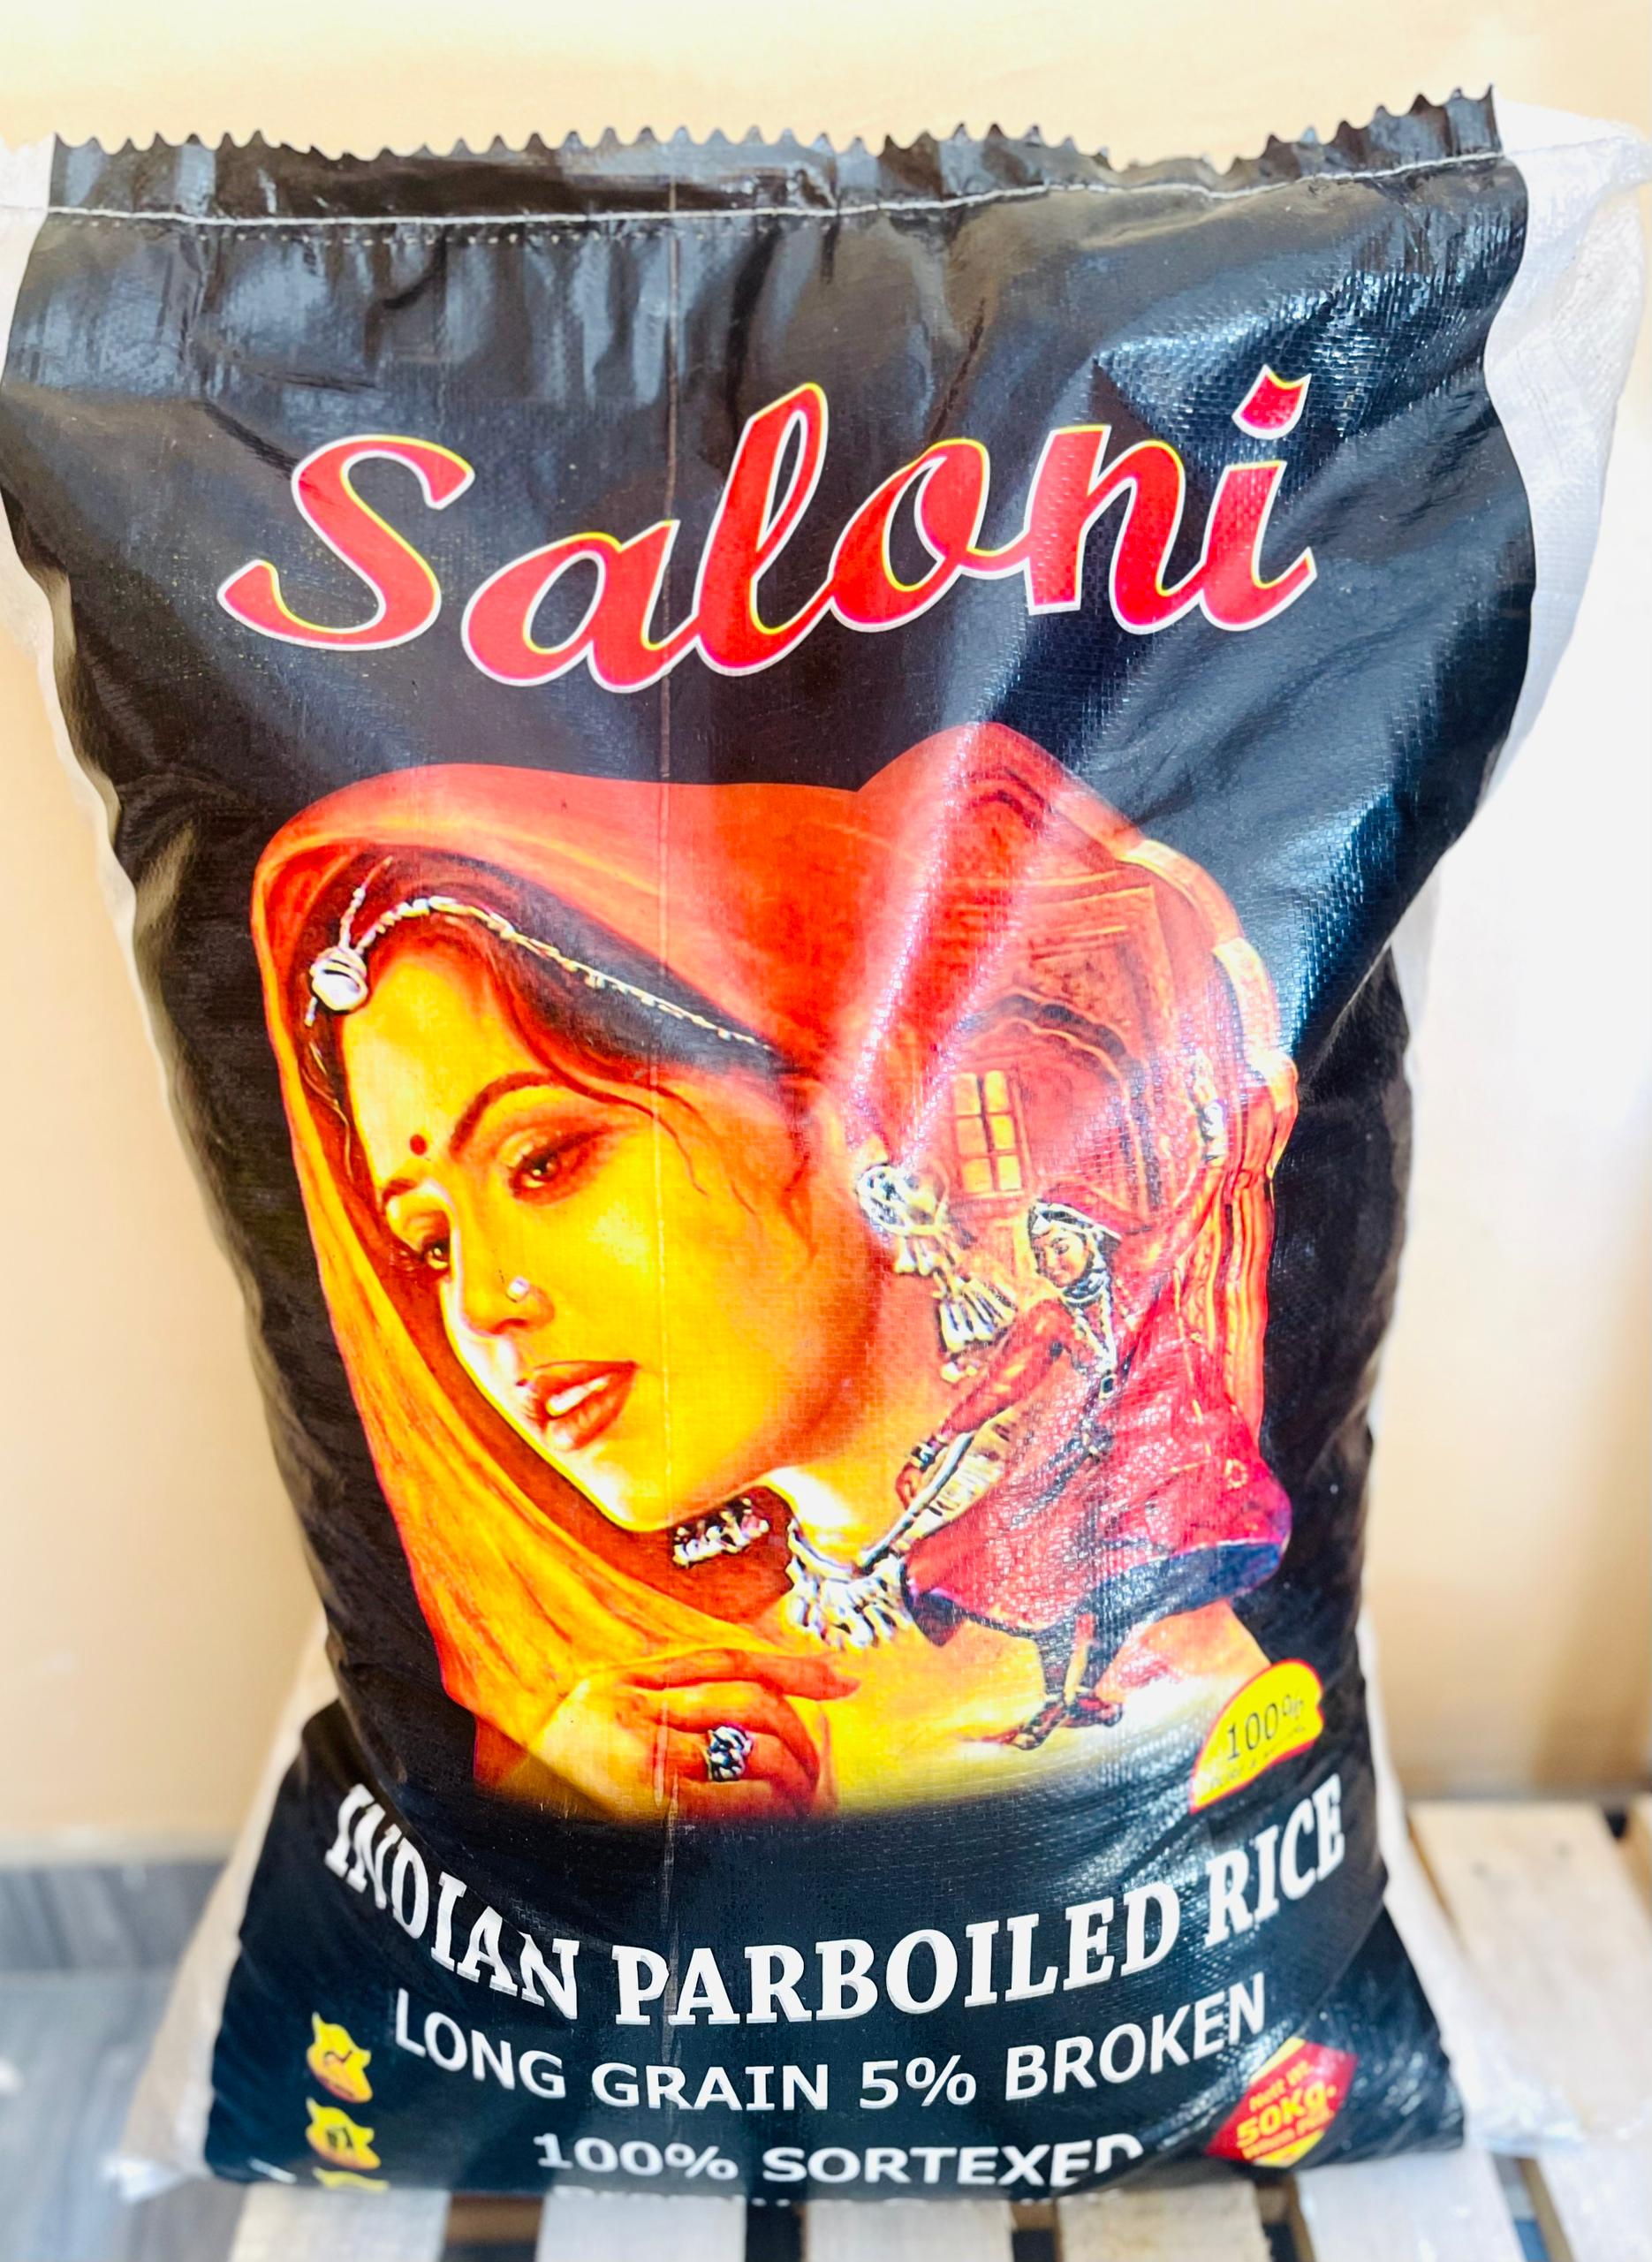 Saloni
100%
INDIAN PARBOILED RICE
LONG GRAIN 5% BROKEN
100% SORTEXED
50Kg.